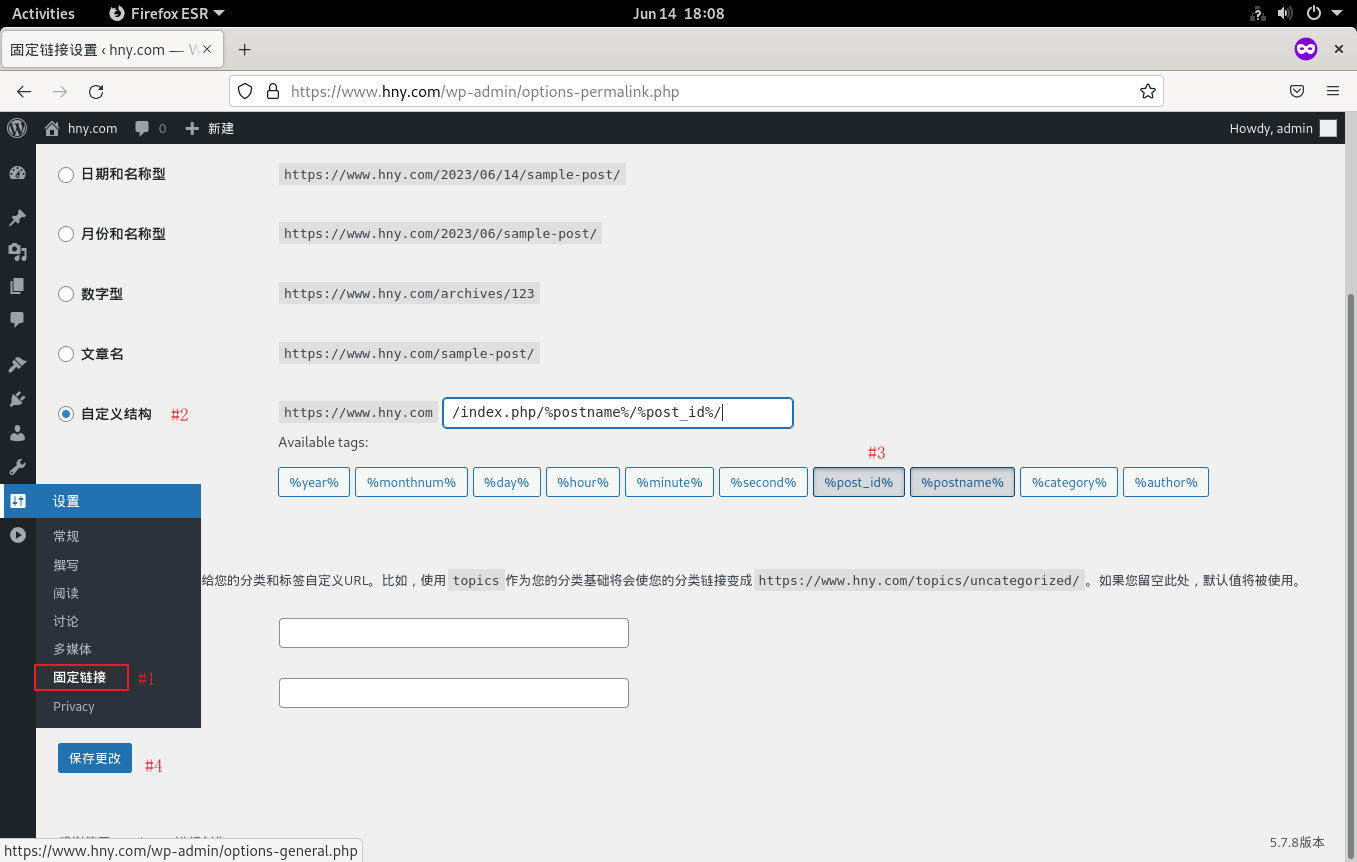 Activities Firefox ESR Jun 14 18:08
固定链接设置 ‹ hny.com — W
https://www.hny.com/wp-admin/options-permalink.php
hny.com 0 新建 Howdy, admin
日期和名称型 https://www.hny.com/2023/06/14/sample-post/
月份和名称型 https://www.hny.com/2023/06/sample-post/
数字型 https://www.hny.com/archives/123
文章名 https://www.hny.com/sample-post/
自定义结构 #2 https://www.hny.com /index.php/%postname%/%post_id%/
Available tags:
#3
%year% %monthnum% %day% %hour% %minute% %second% %post_id% %postname% %category% %author%
设置
常规
撰写
阅读
讨论
多媒体
固定链接 #1
Privacy
给您的分类和标签自定义URL。比如，使用 topics 作为您的分类基础将会使您的分类链接变成 https://www.hny.com/topics/uncategorized/ 。如果您留空此处，默认值将被使用。
保存更改 #4
5.7.8版本
https://www.hny.com/wp-admin/options-general.php